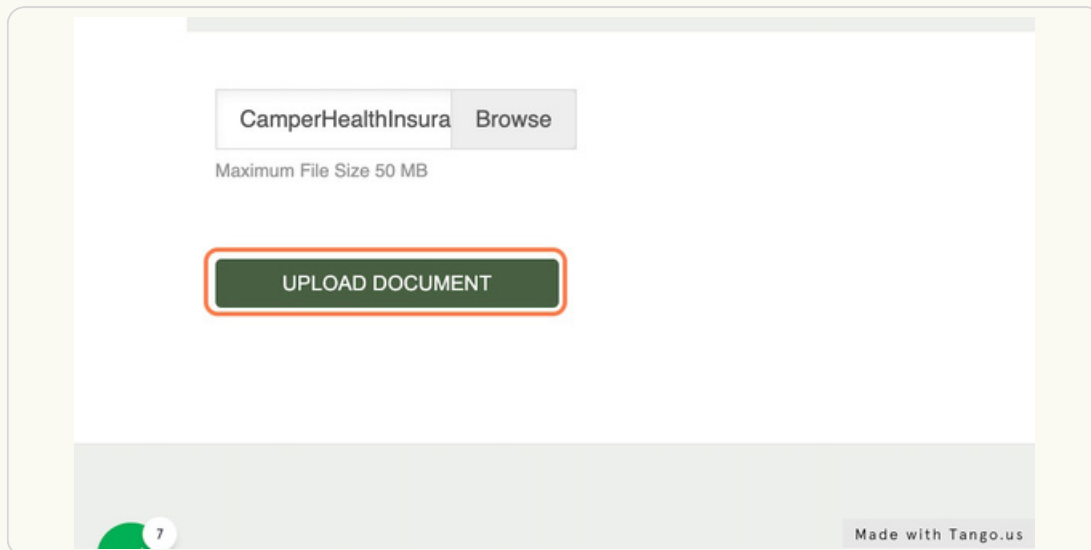 CamperHealthInsura Browse
Maximum File Size 50 MB
UPLOAD DOCUMENT
7
Made with Tango.us